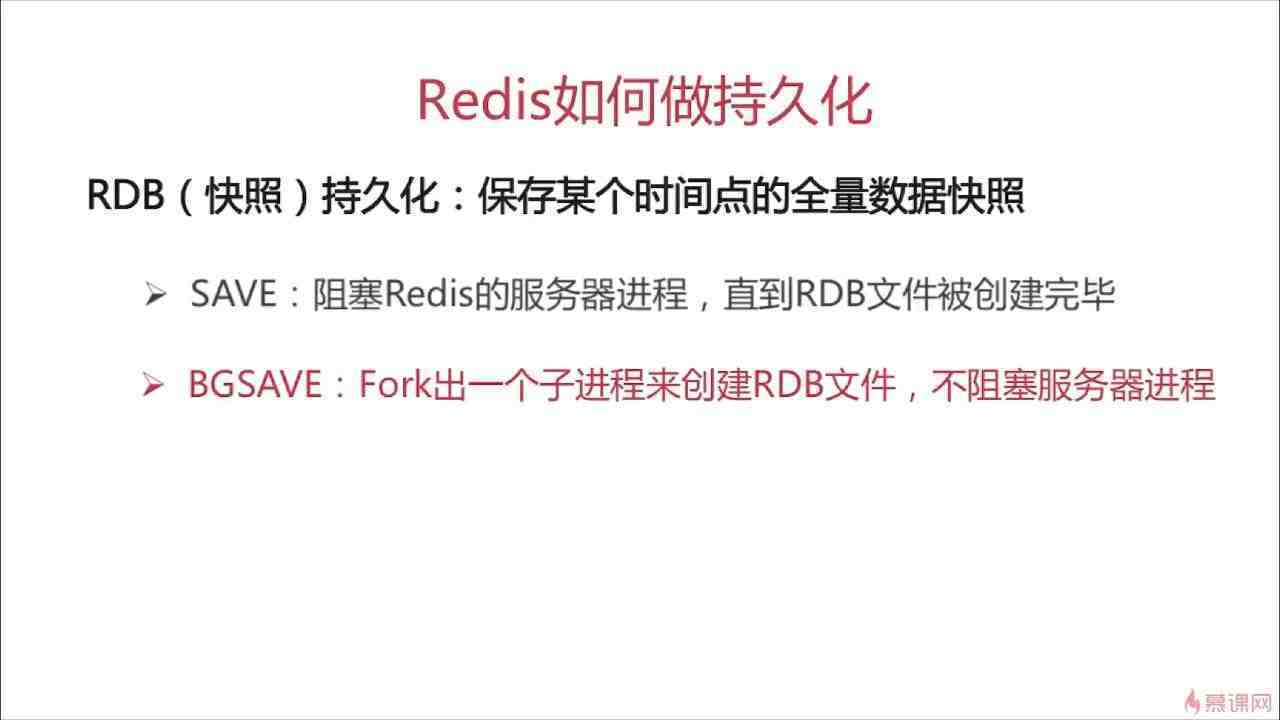 Redis如何做持久化
RDB（快照）持久化：保存某个时间点的全量数据快照
➢ SAVE：阻塞Redis的服务器进程，直到RDB文件被创建完毕
➢ BGSAVE：Fork出一个子进程来创建RDB文件，不阻塞服务器进程
慕课网